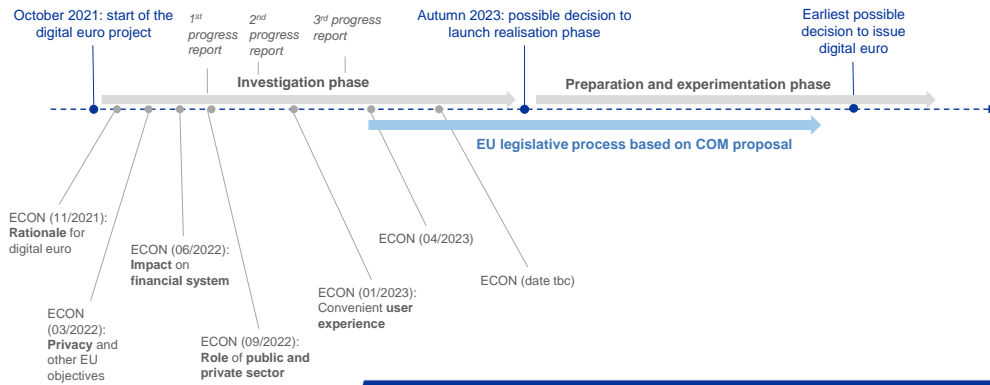 October 2021: start of the
digital euro project
1st
progress
report
2nd
progress
report
3rd progress
report
Autumn 2023: possible decision to
launch realisation phase
Earliest possible
decision to issue
digital euro
Investigation phase
Preparation and experimentation phase
EU legislative process based on COM proposal
ECON (11/2021):
Rationale for
digital euro
ECON
(03/2022):
Privacy and
other EU
objectives
ECON (06/2022):
Impact on
financial system
ECON (09/2022):
Role of public and
private sector
ECON (01/2023):
Convenient user
experience
ECON (04/2023)
ECON (date tbc)